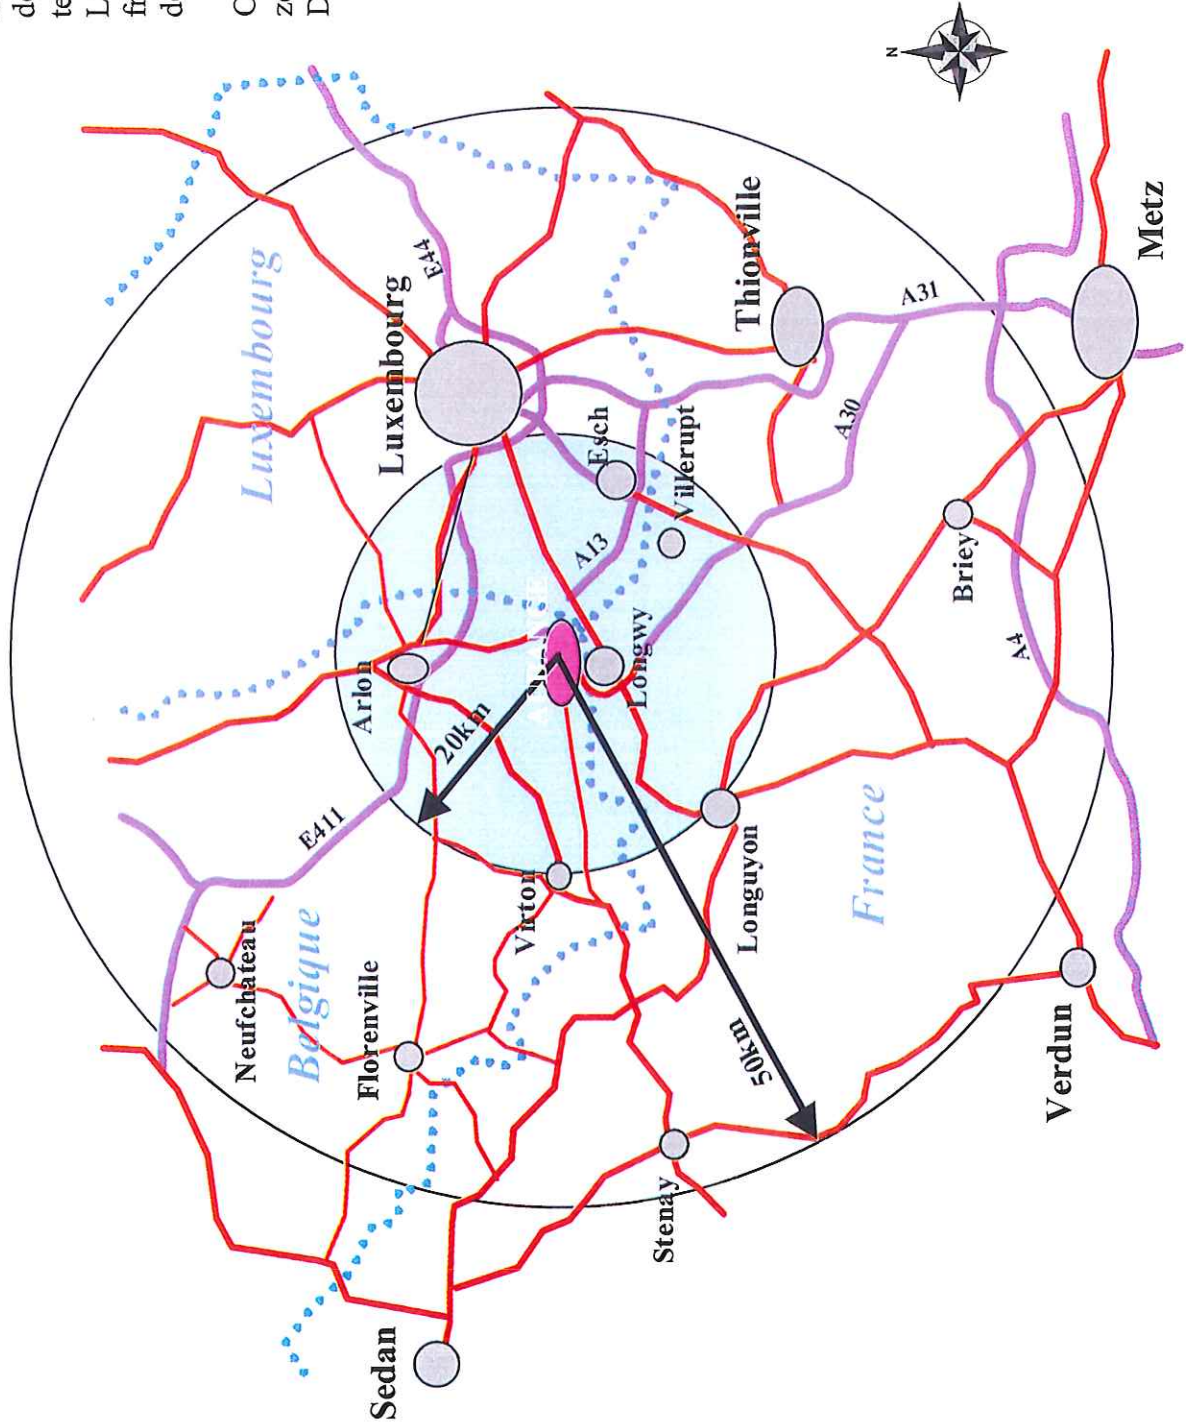 Neufchateau
Luxembourg
Belgique
E411
Florenville
Arlon
Sedan
Luxembourg
E44
20km
Virton
A13
Esch
Longwy
Stenay
Villerupt
Longuyon
Thionville
50km
A30
France
N
A31
Briey
A4
Verdun
Metz